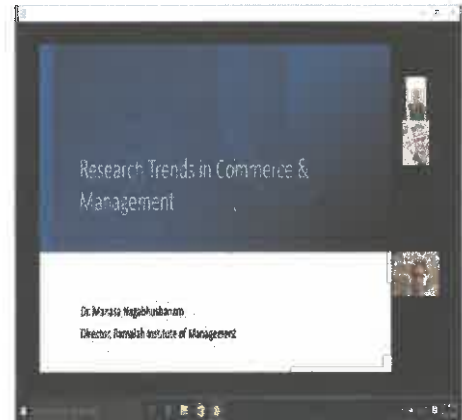 Research Trends in Commerce &
Management
Dr. Manasa Nagabhushanam
Director, Ramaiah Institute of Management